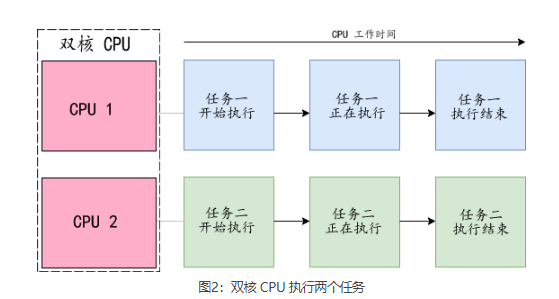 双核 CPU
CPU 工作时间
CPU 1
任务一
开始执行
任务一
正在执行
任务一
执行结束
CPU 2
任务二
开始执行
任务二
正在执行
任务二
执行结束
图2：双核 CPU 执行两个任务